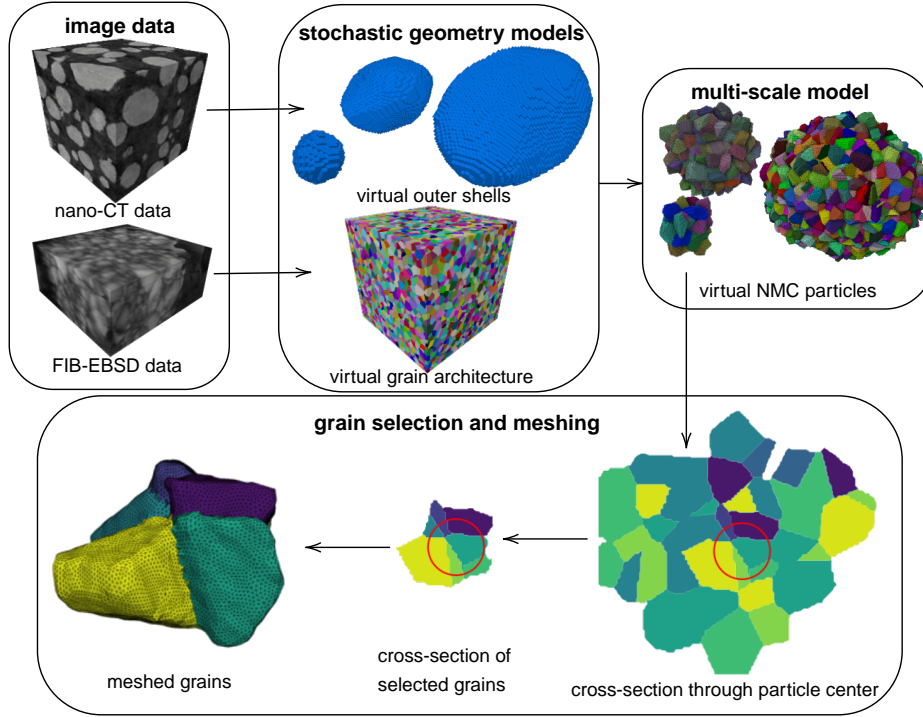 image data
nano-CT data
FIB-EBSD data
stochastic geometry models
virtual outer shells
virtual grain architecture
multi-scale model
virtual NMC particles
grain selection and meshing
meshed grains
cross-section of
selected grains
cross-section through particle center